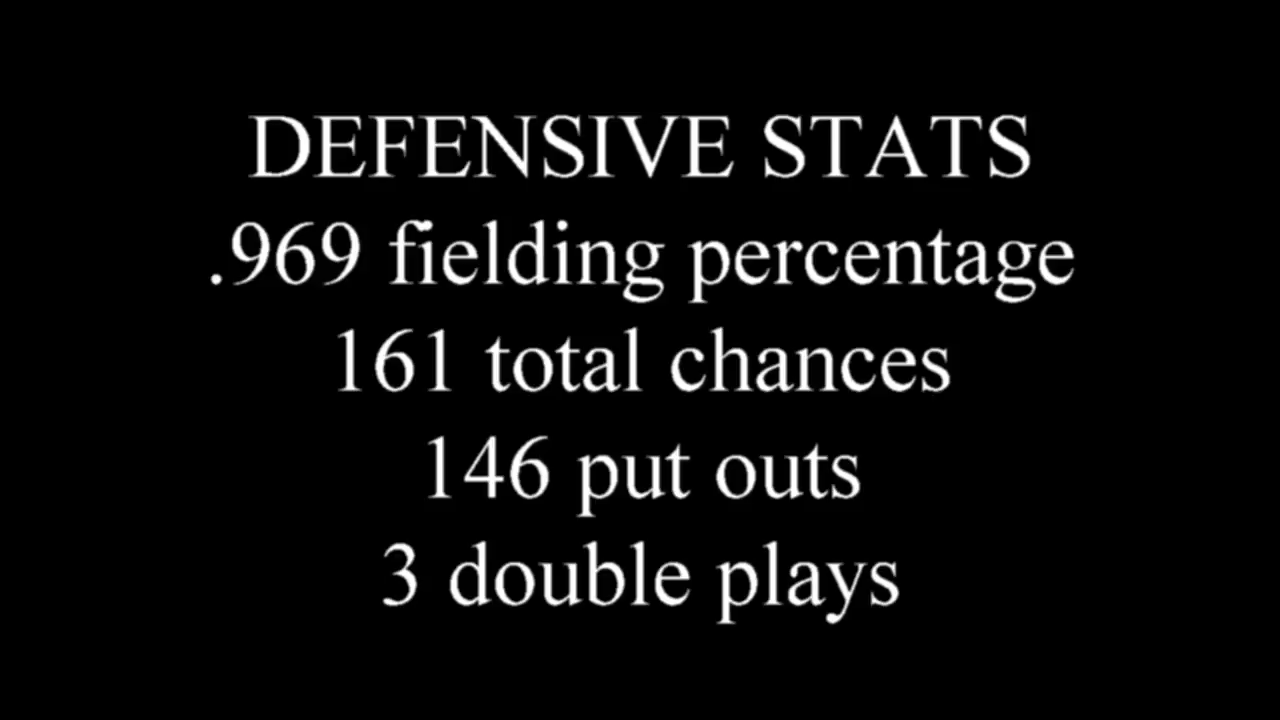 DEFENSIVE STATS
.969 fielding percentage
161 total chances
146 put outs
3 double plays